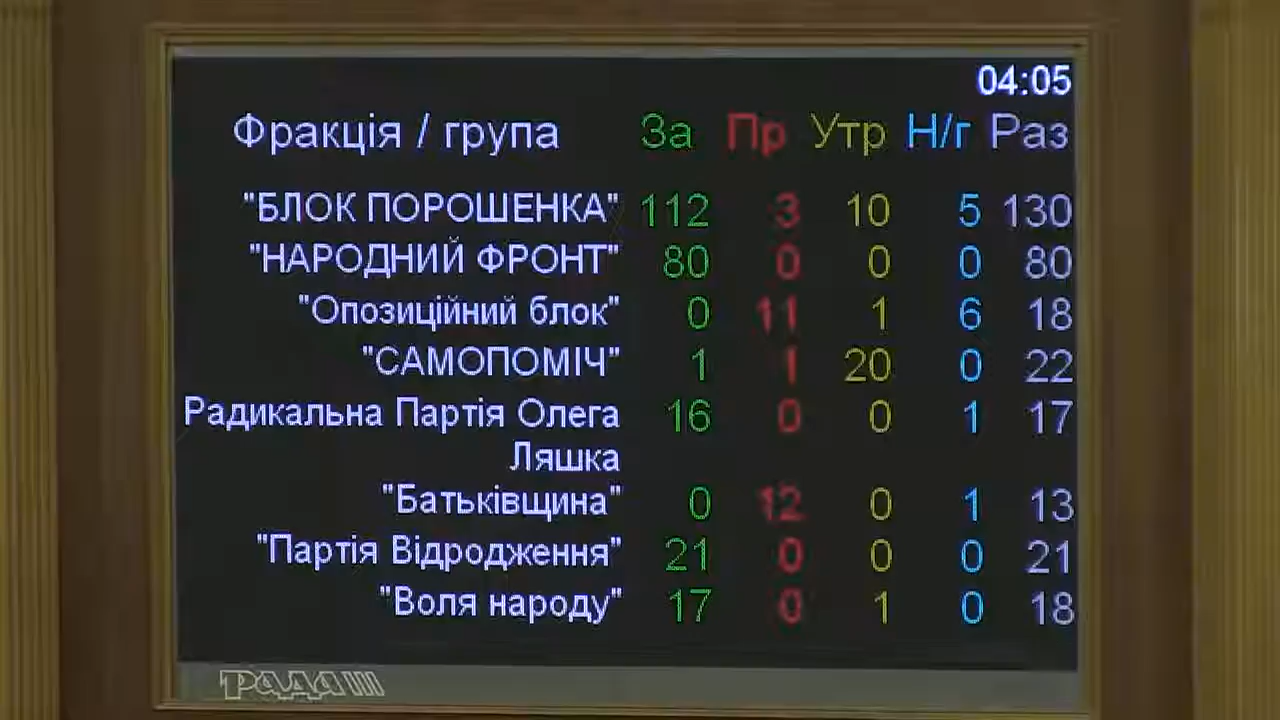 04:05
Фракція / група За Пр Утр Н/г Раз
"БЛОК ПОРОШЕНКА" 112 3 10 5 130
"НАРОДНИЙ ФРОНТ" 80 0 0 0 80
"Опозиційний блок" 0 11 1 6 18
"САМОПОМІЧ" 1 1 20 0 22
Радикальна Партія Олега
Ляшка 16 0 0 1 17
"Батьківщина" 0 12 0 1 13
"Партія Відродження" 21 0 0 0 21
"Воля народу" 17 0 1 0 18
РАДА